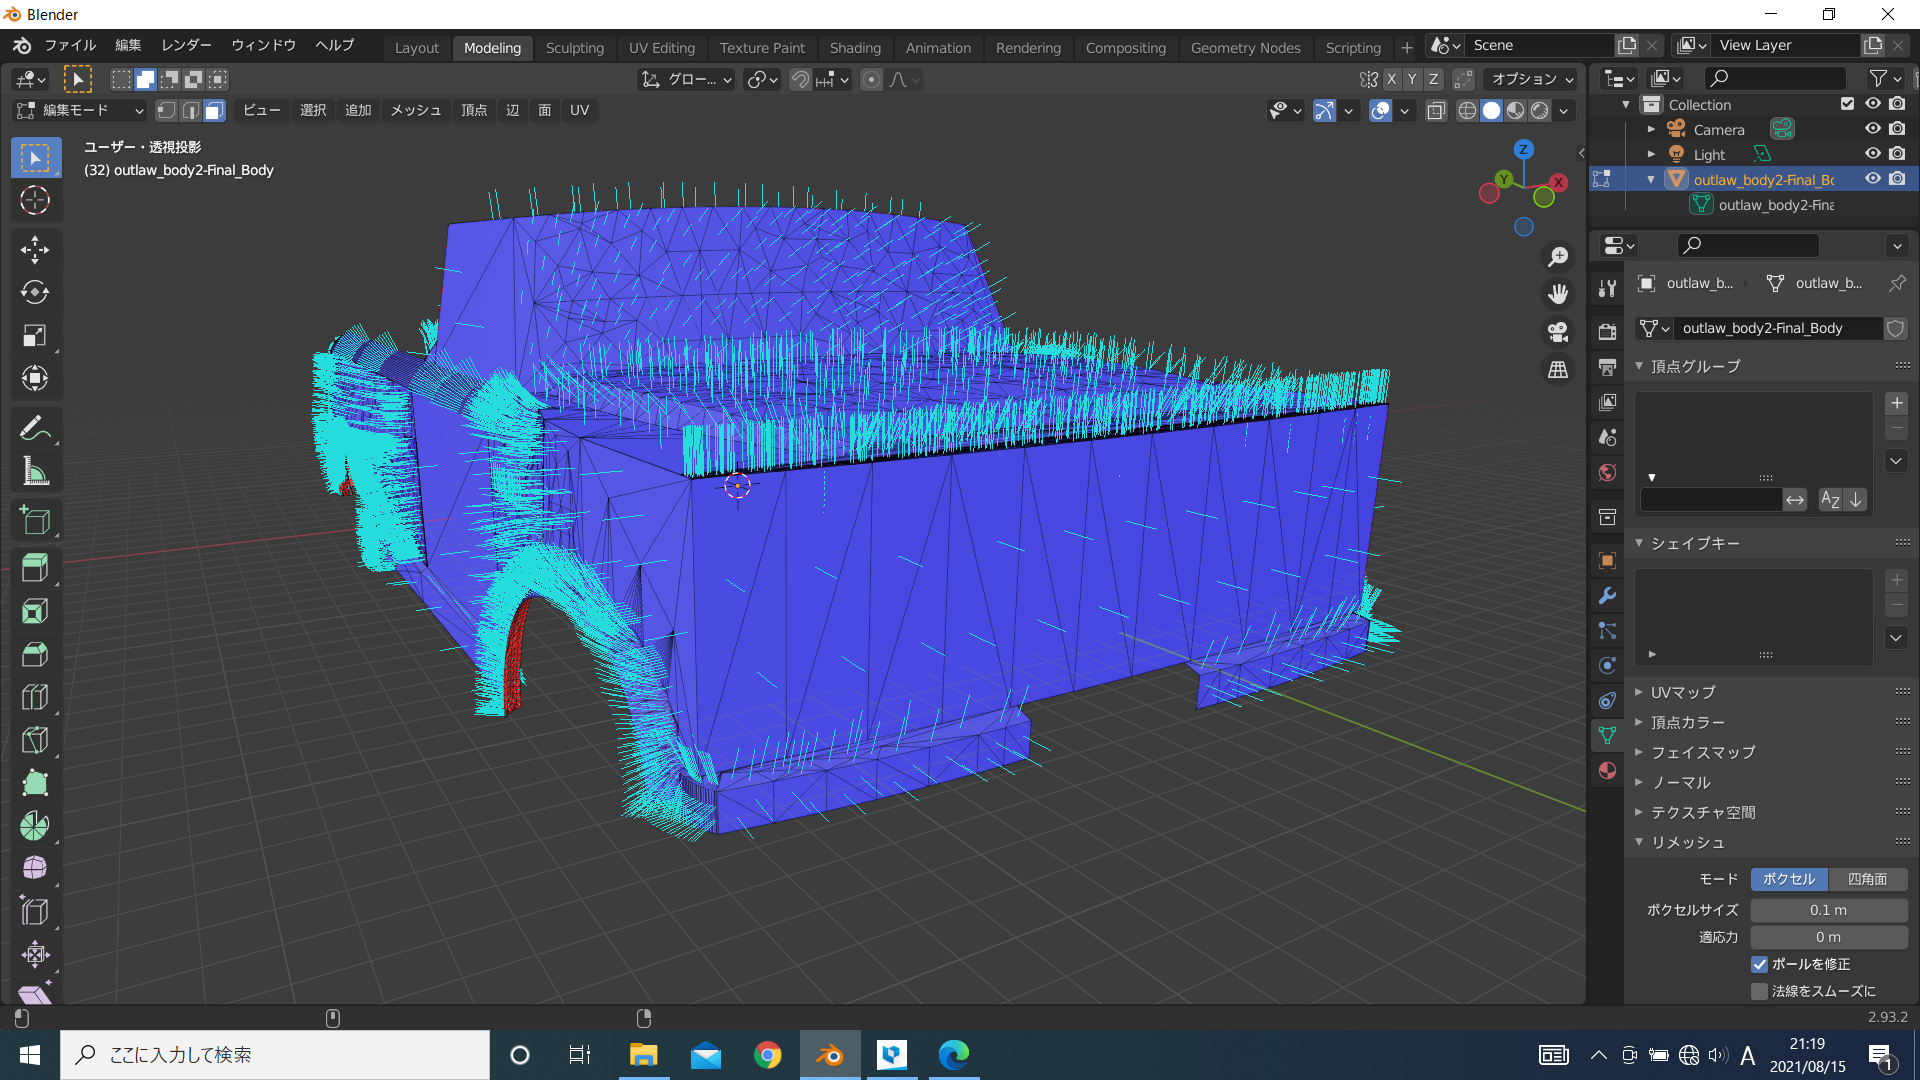 Blender
ファイル 編集 レンダー ウィンドウ ヘルプ Layout Modeling Sculpting UV Editing Texture Paint Shading Animation Rendering Compositing Geometry Nodes Scripting + Scene View Layer
グロー... X Y Z オプション
編集モード ビュー 選択 追加 メッシュ 頂点 辺 面 UV
ユーザー・透視投影
(32) outlaw_body2-Final_Body
Z
Y
X
Collection
Camera
Light
outlaw_body2-Final_Bo
outlaw_body2-Fina
outlaw_b... outlaw_b...
outlaw_body2-Final_Body
頂点グループ
シェイプキー
UVマップ
頂点カラー
フェイスマップ
ノーマル
テクスチャ空間
リメッシュ
モード ボクセル 四角面
ボクセルサイズ 0.1 m
適応力 0 m
ポールを修正
法線をスムーズに
2.93.2
ここに入力して検索
A
21:19
2021/08/15
1